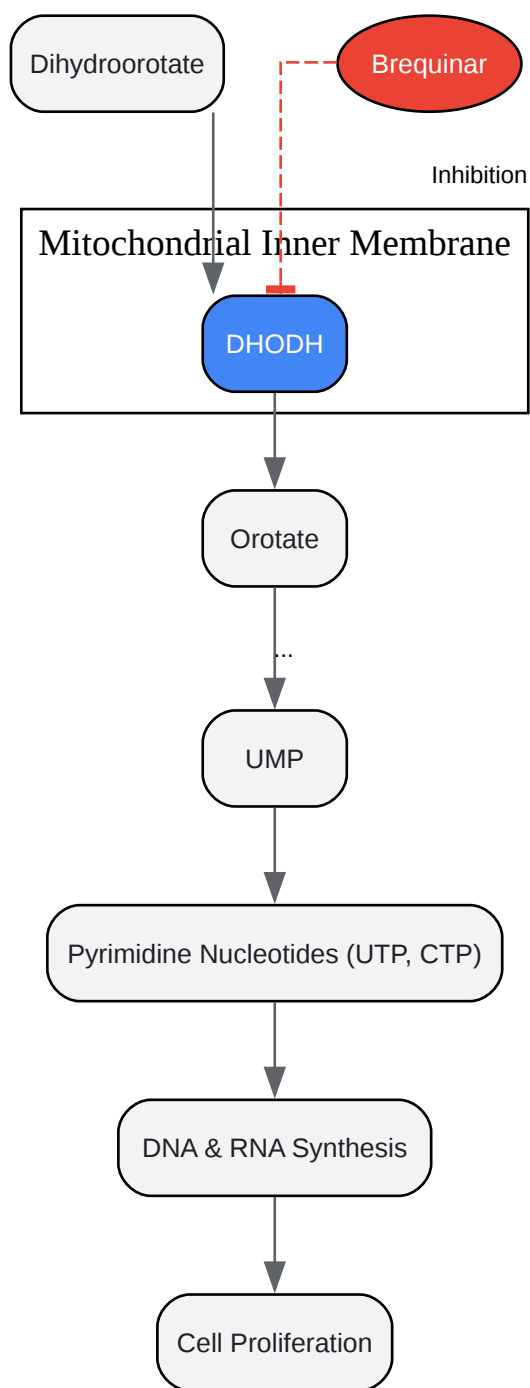 Dihydroorotate
Brequinar
Inhibition
Mitochondrial Inner Membrane
DHODH
Orotate
...
UMP
Pyrimidine Nucleotides (UTP, CTP)
DNA & RNA Synthesis
Cell Proliferation